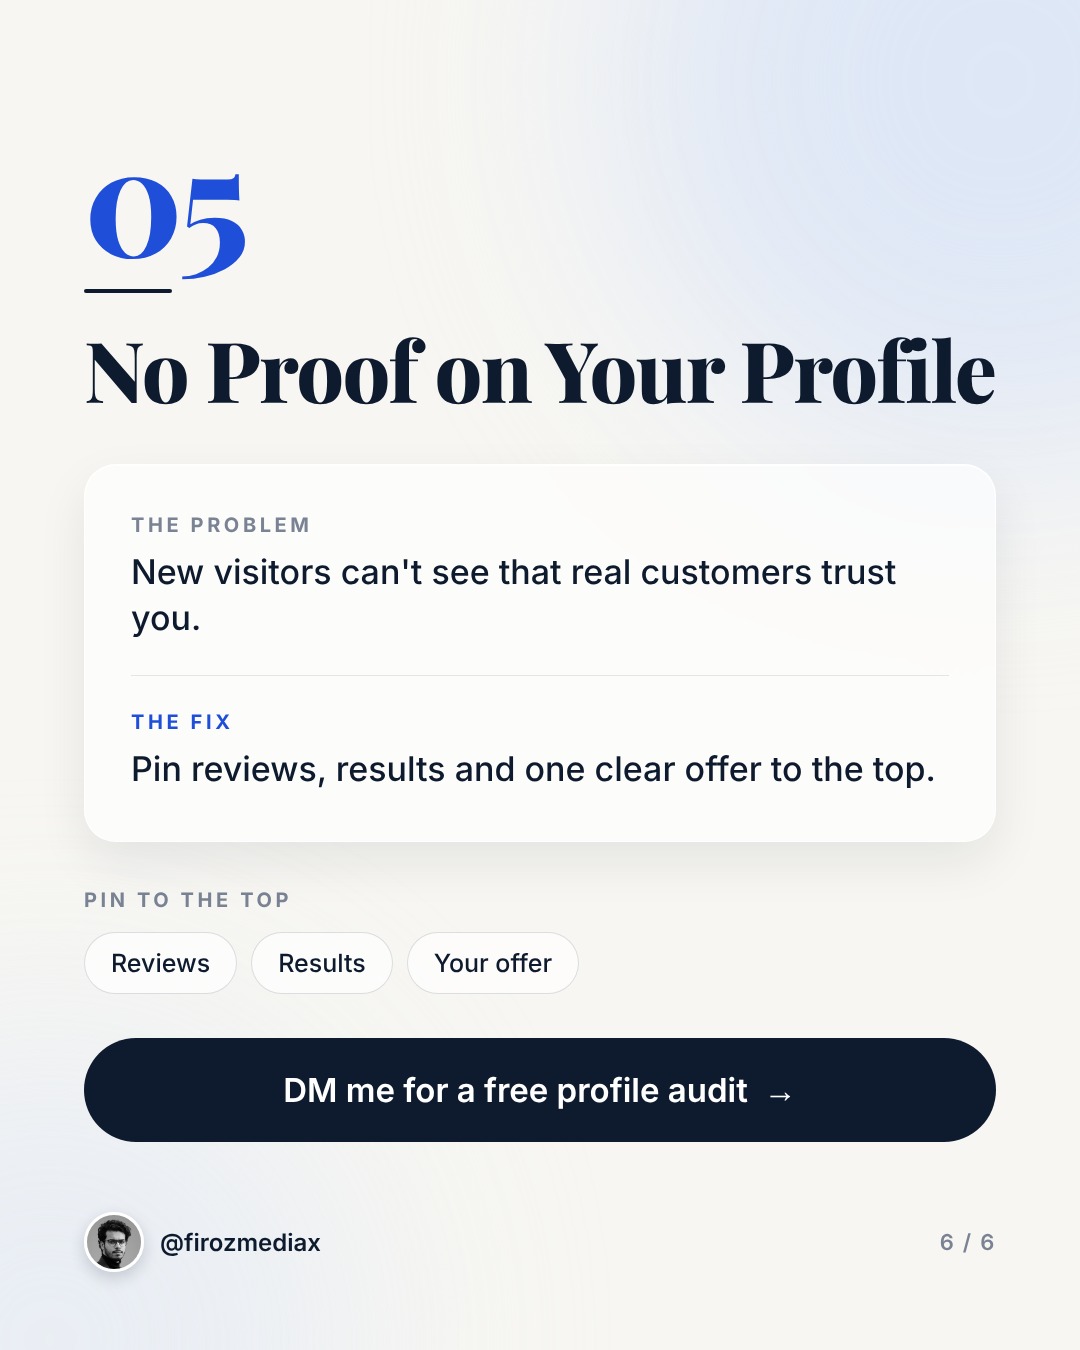 05
No Proof on Your Profile
THE PROBLEM
New visitors can't see that real customers trust
you.
THE FIX
Pin reviews, results and one clear offer to the top.
PIN TO THE TOP
Reviews Results Your offer
DM me for a free profile audit →
@firozmediax
6 / 6